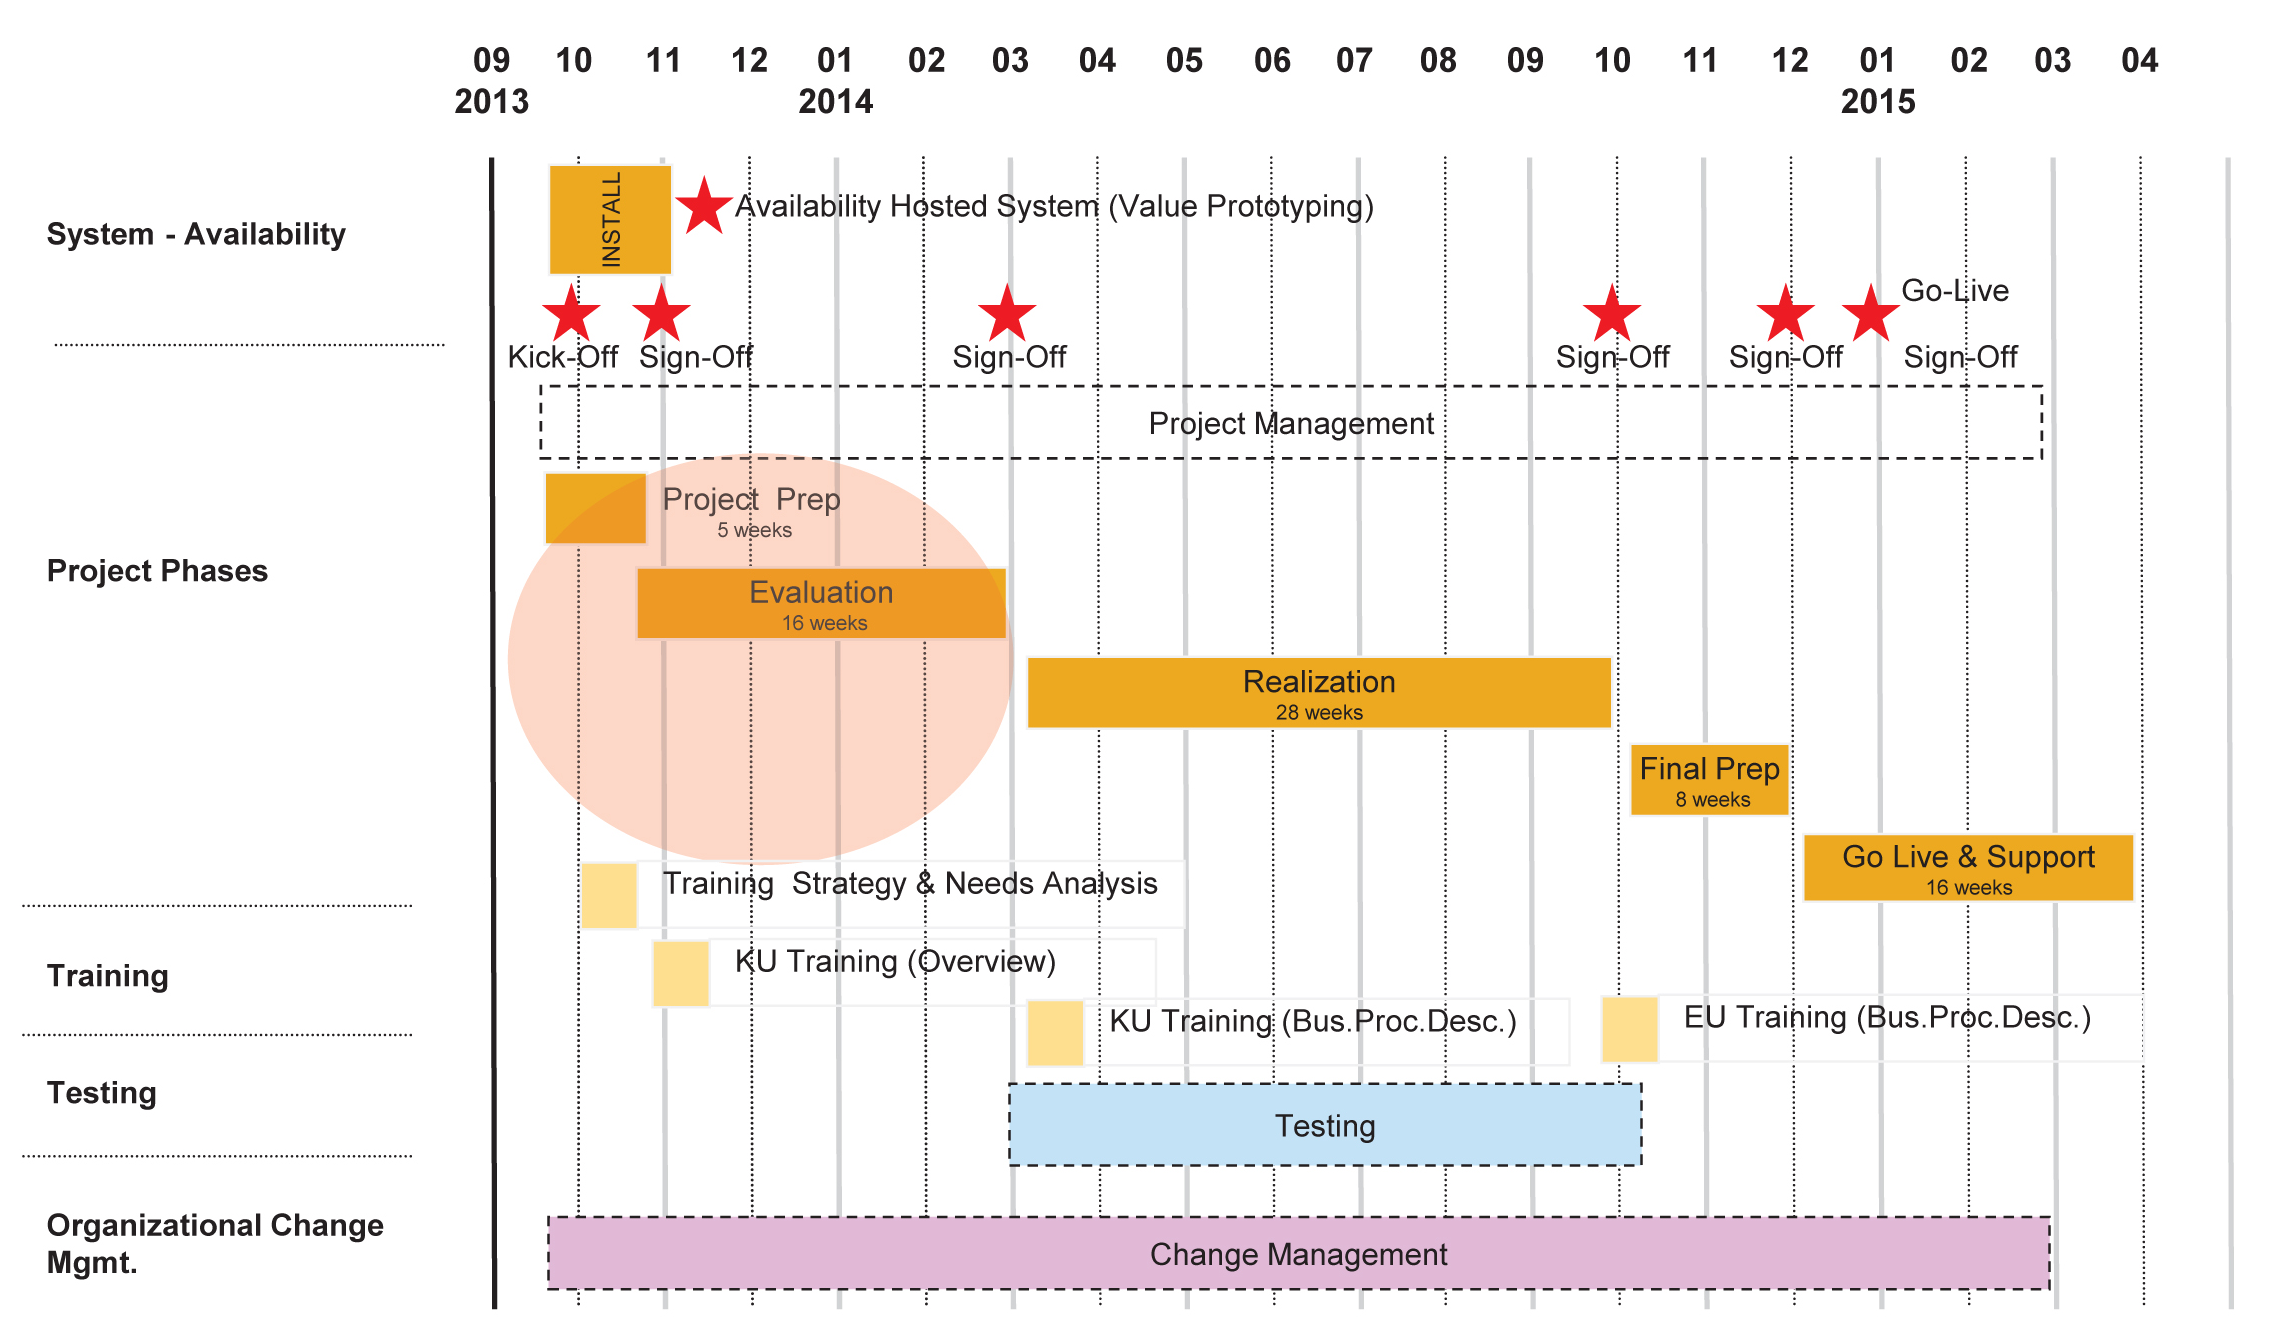 09 10 11 12 01 02 03 04 05 06 07 08 09 10 11 12 01 02 03 04
2013 2014 2015
System - Availability
INSTALL
Availability Hosted System (Value Prototyping)
Go-Live
Kick-Off Sign-Off Sign-Off Sign-Off Sign-Off Sign-Off
Project Management
Project Phases
Project Prep
5 weeks
Evaluation
16 weeks
Realization
28 weeks
Final Prep
8 weeks
Go Live & Support
16 weeks
Training
Training Strategy & Needs Analysis
KU Training (Overview)
KU Training (Bus.Proc.Desc.)
EU Training (Bus.Proc.Desc.)
Testing
Testing
Organizational Change
Mgmt.
Change Management